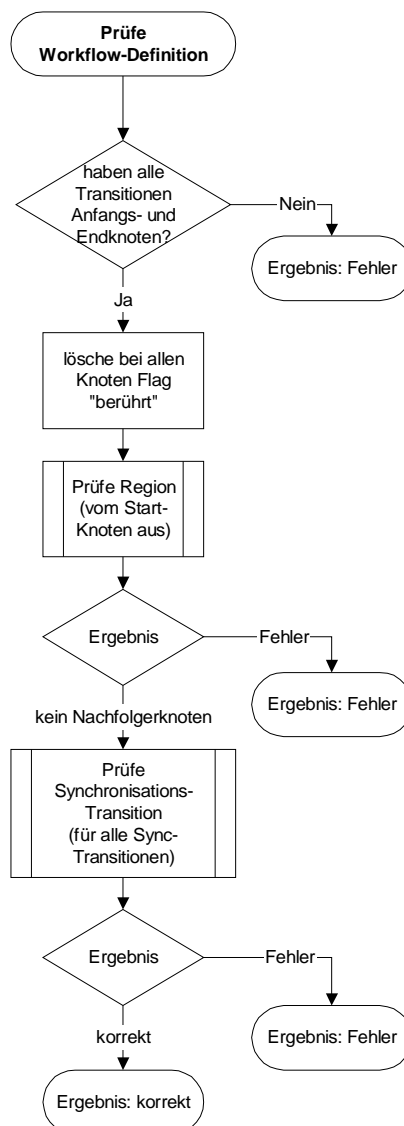 Prüfe
Workflow-Definition
haben alle
Transitionen
Anfangs- und
Endknoten?
Nein
Ergebnis: Fehler
Ja
lösche bei allen
Knoten Flag
"berührt"
Prüfe Region
(vom Start-
Knoten aus)
Ergebnis
Fehler
Ergebnis: Fehler
kein Nachfolgerknoten
Prüfe
Synchronisations-
Transition
(für alle Sync-
Transitionen)
Ergebnis
Fehler
Ergebnis: Fehler
korrekt
Ergebnis: korrekt